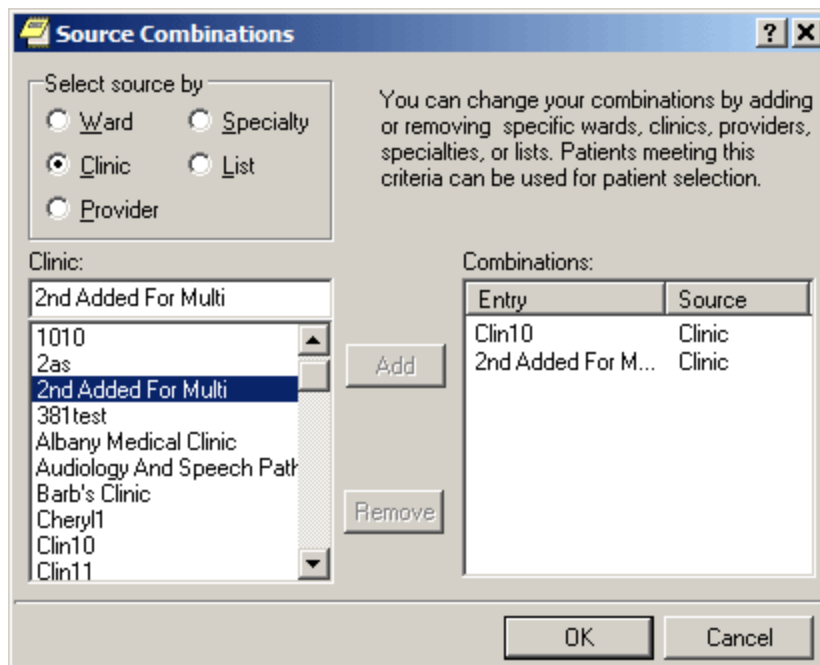 Source Combinations
Select source by
Ward
Specialty
Clinic
List
Provider
You can change your combinations by adding
or removing specific wards, clinics, providers,
specialties, or lists. Patients meeting this
criteria can be used for patient selection.
Clinic:
2nd Added For Multi
1010
2as
2nd Added For Multi
381test
Albany Medical Clinic
Audiology And Speech Path
Barb's Clinic
Cheryl1
Clin10
Clin11
Add
Remove
Combinations:
Entry Source
Clin10 Clinic
2nd Added For M... Clinic
OK Cancel